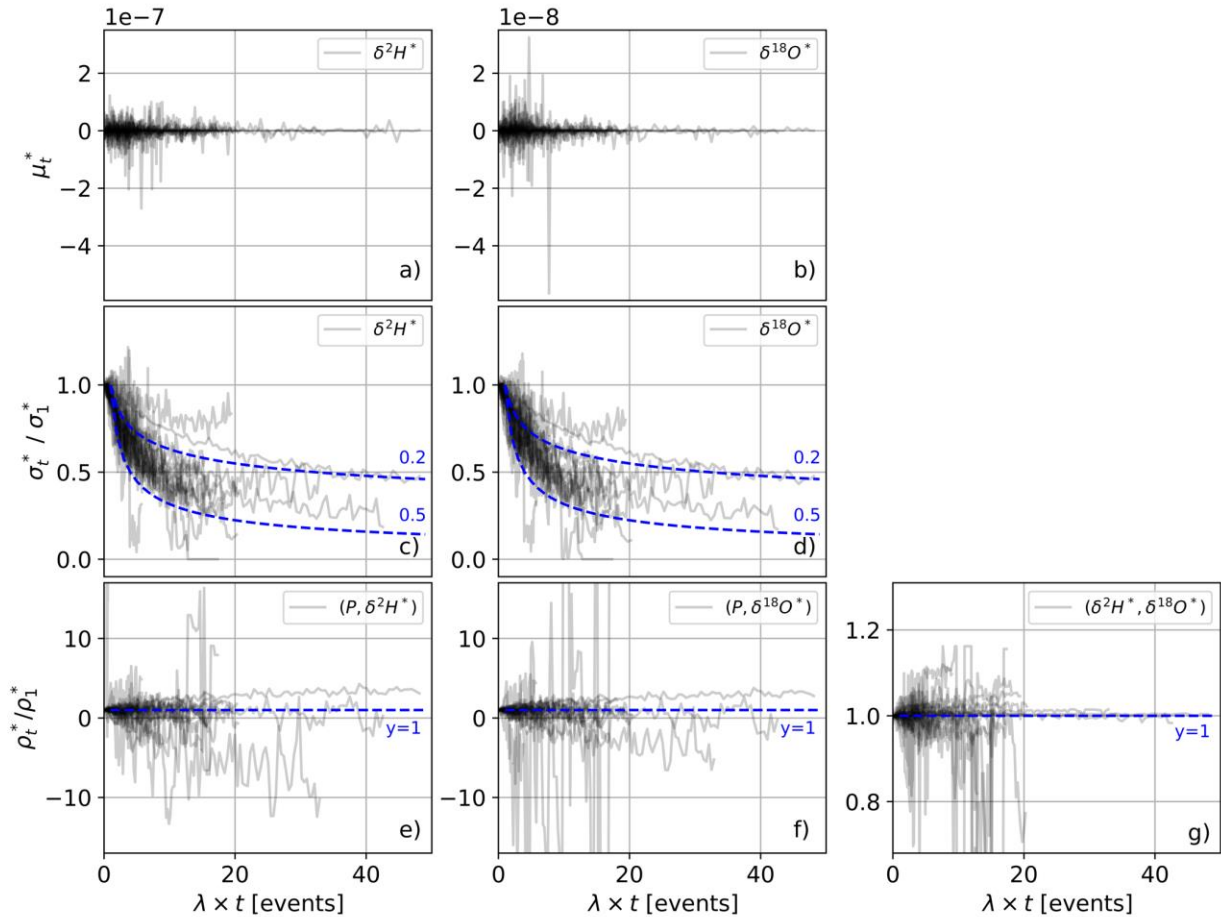 1e−7
δ²H*
2
0
−2
−4
μ*ₜ
a)
1e−8
δ¹⁸O*
2
0
−2
−4
b)
δ²H*
1.0
0.5
0.0
σ*ₜ / σ*₁
0.2
0.5
c)
δ¹⁸O*
1.0
0.5
0.0
0.2
0.5
d)
(P, δ²H*)
10
0
−10
ρ*ₜ/ρ*₁
y=1
e)
0 20 40
λ × t [events]
(P, δ¹⁸O*)
10
0
−10
y=1
f)
0 20 40
λ × t [events]
(δ²H*, δ¹⁸O*)
1.2
1.0
0.8
y=1
g)
0 20 40
λ × t [events]